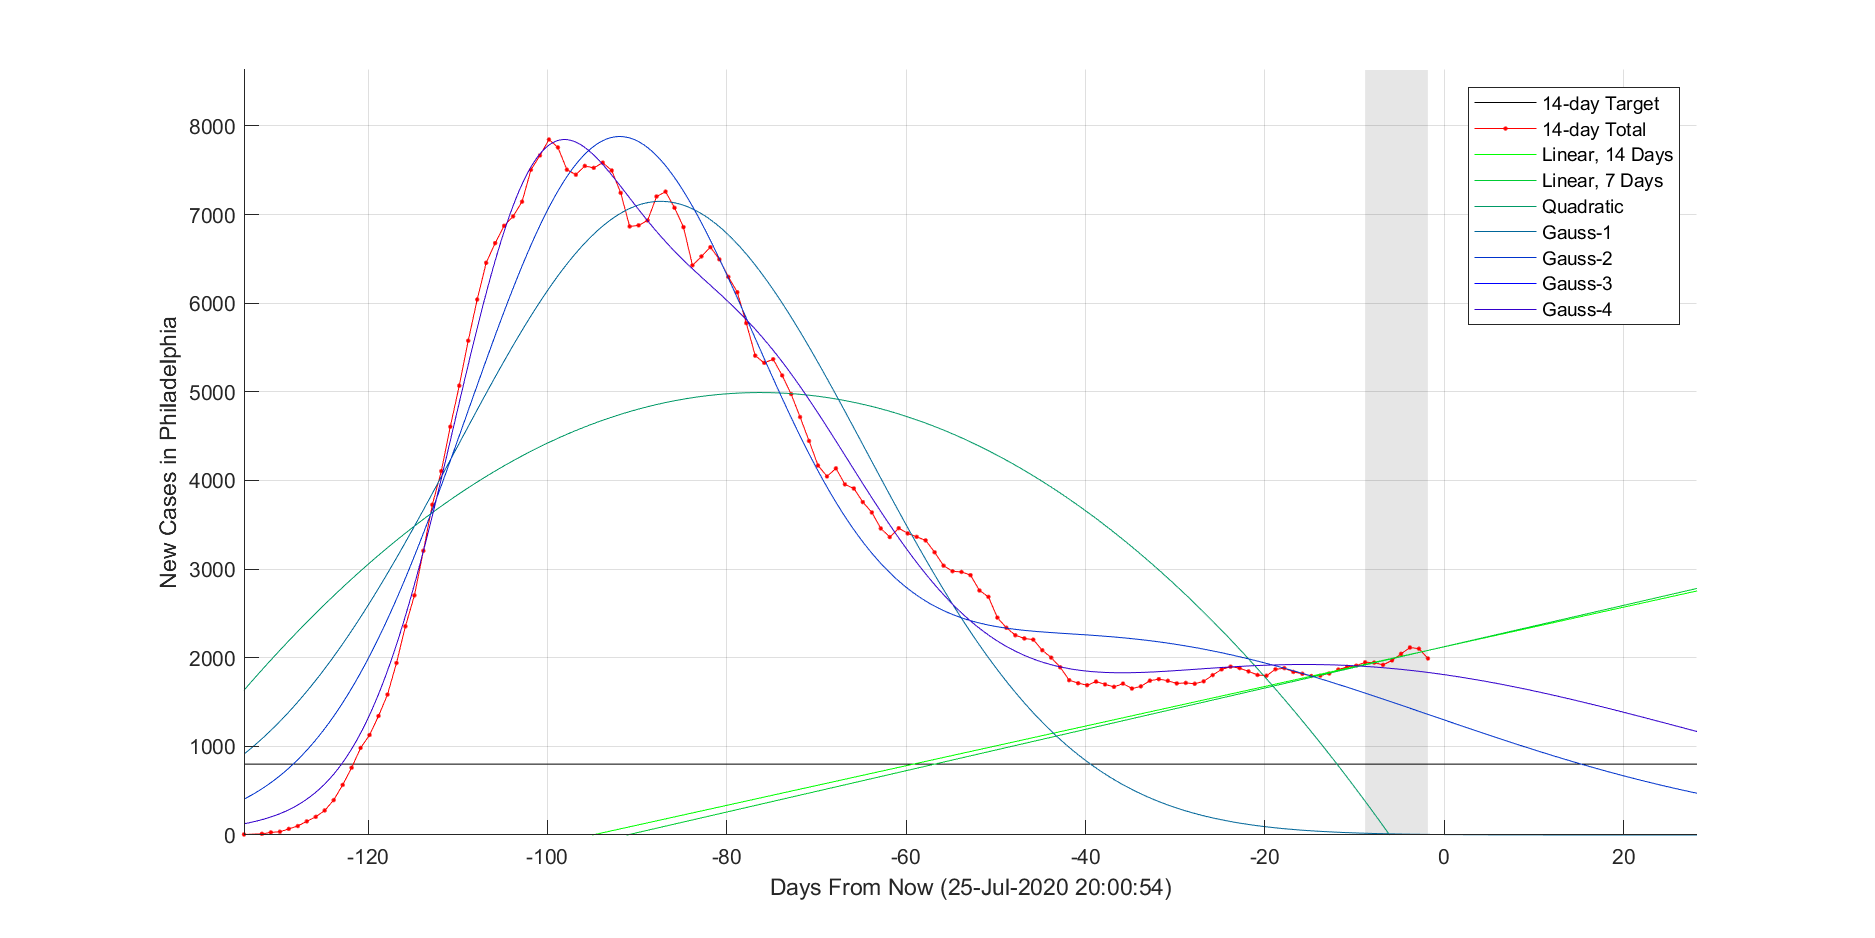 8000
7000
6000
5000
4000
3000
2000
1000
0
New Cases in Philadelphia
-120 -100 -80 -60 -40 -20 0 20
Days From Now (25-Jul-2020 20:00:54)
14-day Target
14-day Total
Linear, 14 Days
Linear, 7 Days
Quadratic
Gauss-1
Gauss-2
Gauss-3
Gauss-4